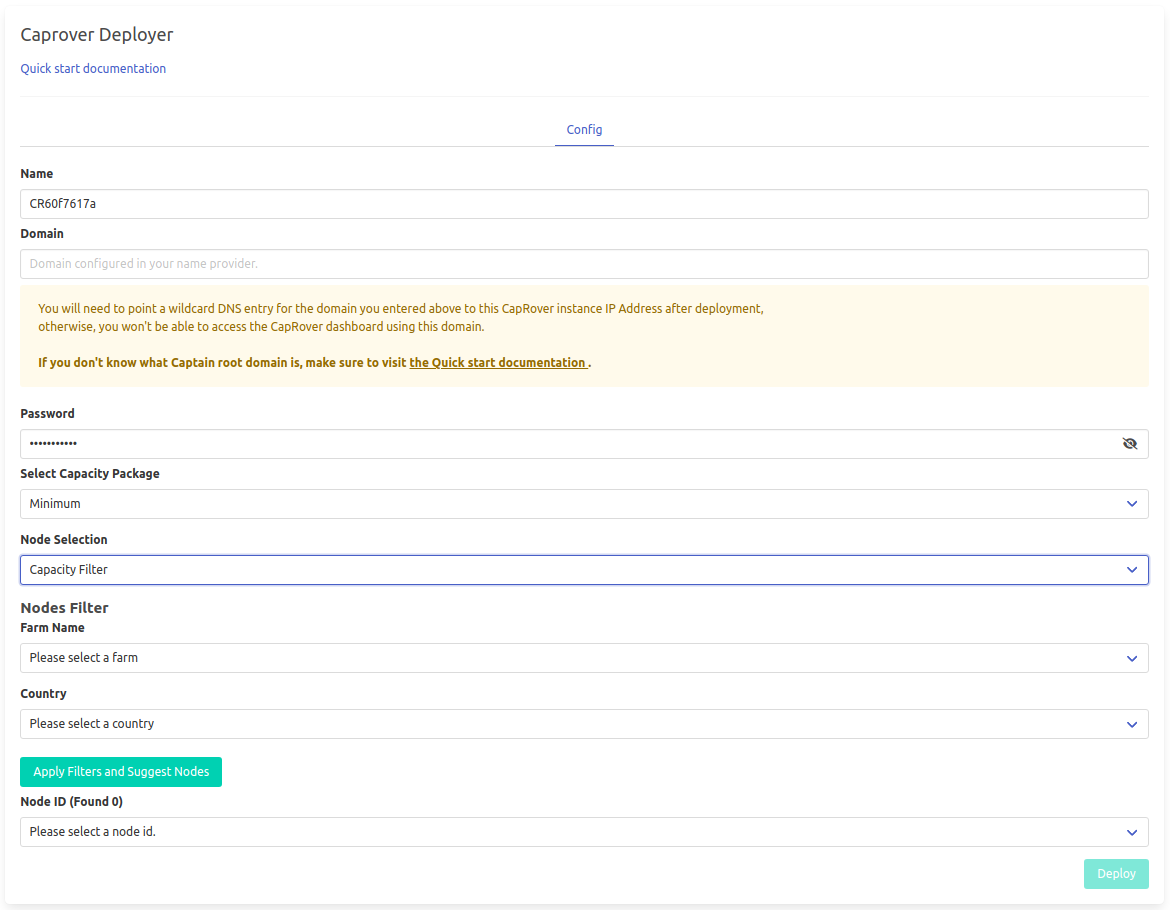 Caprover Deployer
Quick start documentation
Config
Name
CR60f7617a
Domain
Domain configured in your name provider.
You will need to point a wildcard DNS entry for the domain you entered above to this CapRover instance IP Address after deployment,
otherwise, you won't be able to access the CapRover dashboard using this domain.
If you don't know what Captain root domain is, make sure to visit the Quick start documentation .
Password
•••••••••••
Select Capacity Package
Minimum
Node Selection
Capacity Filter
Nodes Filter
Farm Name
Please select a farm
Country
Please select a country
Apply Filters and Suggest Nodes
Node ID (Found 0)
Please select a node id.
Deploy